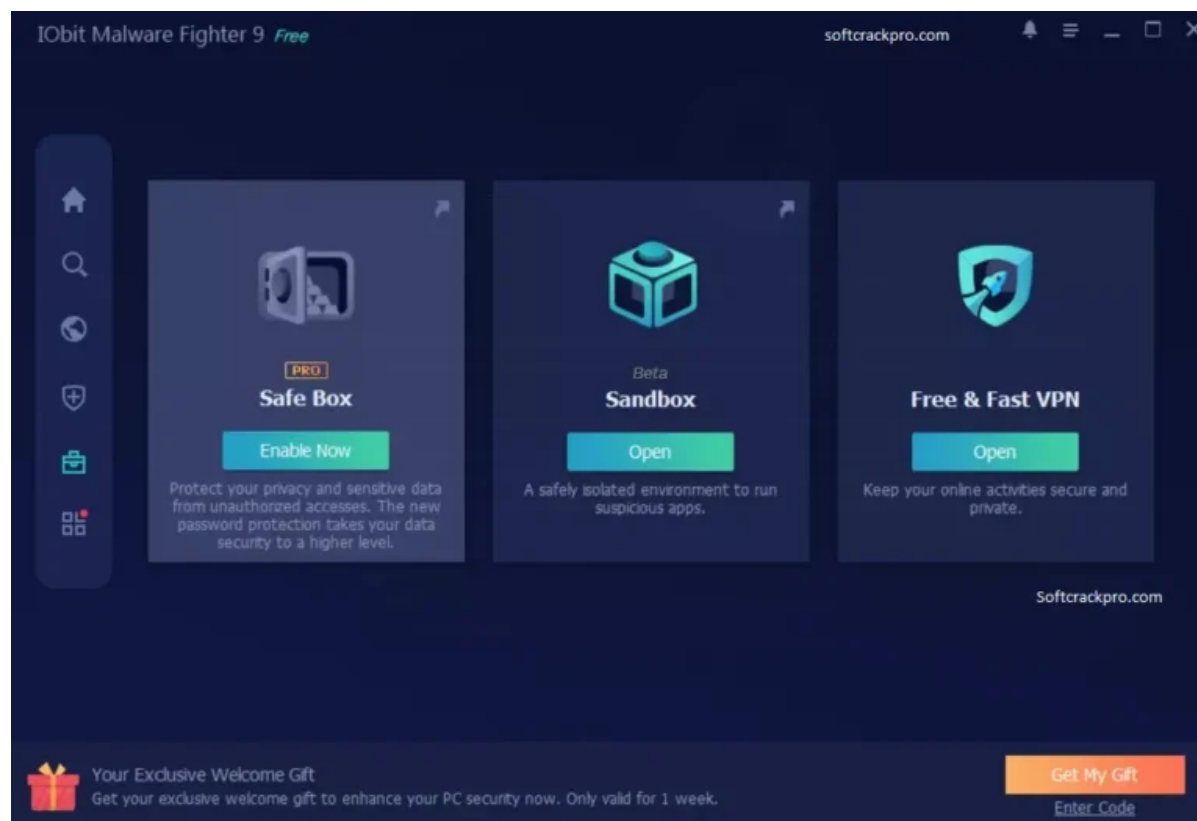 IObit Malware Fighter 9 Free
softcrackpro.com
PRO
Safe Box
Enable Now
Protect your privacy and sensitive data
from unauthorized accesses. The new
password protection takes your data
security to a higher level.
Beta
Sandbox
Open
A safely isolated environment to run
suspicious apps.
Free & Fast VPN
Open
Keep your online activities secure and
private.
Softcrackpro.com
Your Exclusive Welcome Gift
Get your exclusive welcome gift to enhance your PC security now. Only valid for 1 week.
Get My Gift
Enter Code